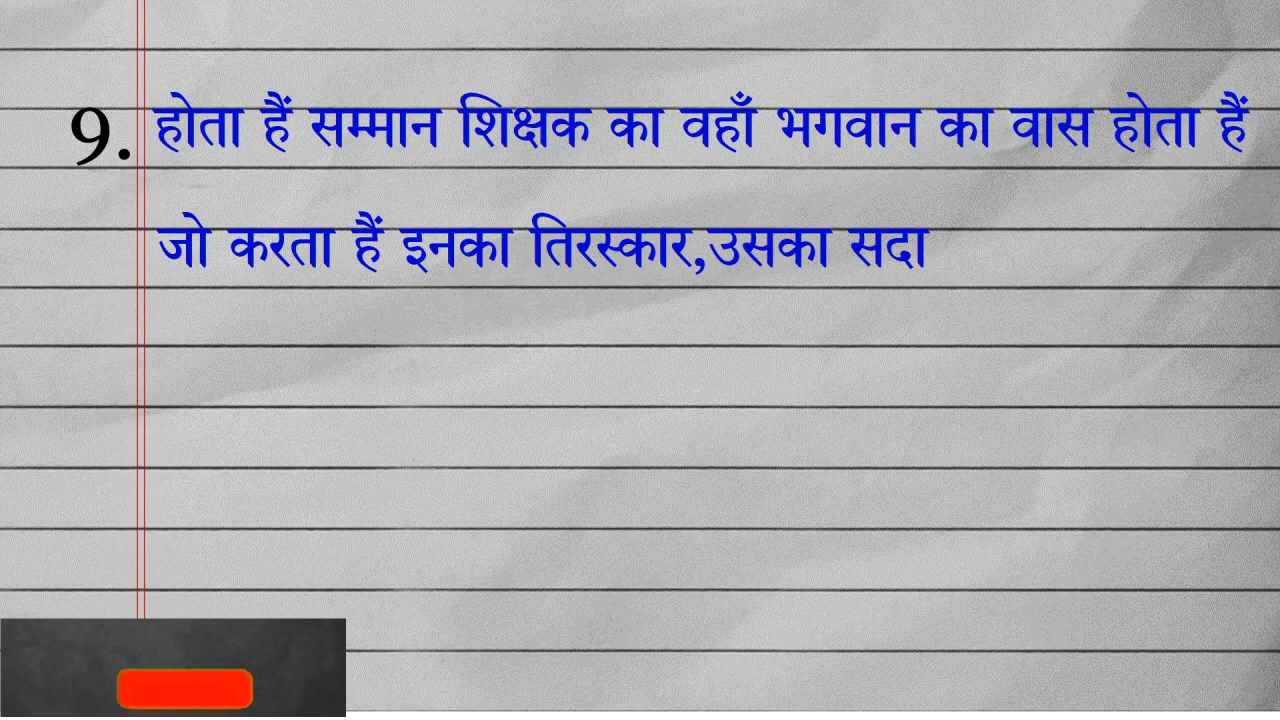 9. होता हैं सम्मान शिक्षक का वहाँ भगवान का वास होता हैं
जो करता हैं इनका तिरस्कार,उसका सदा